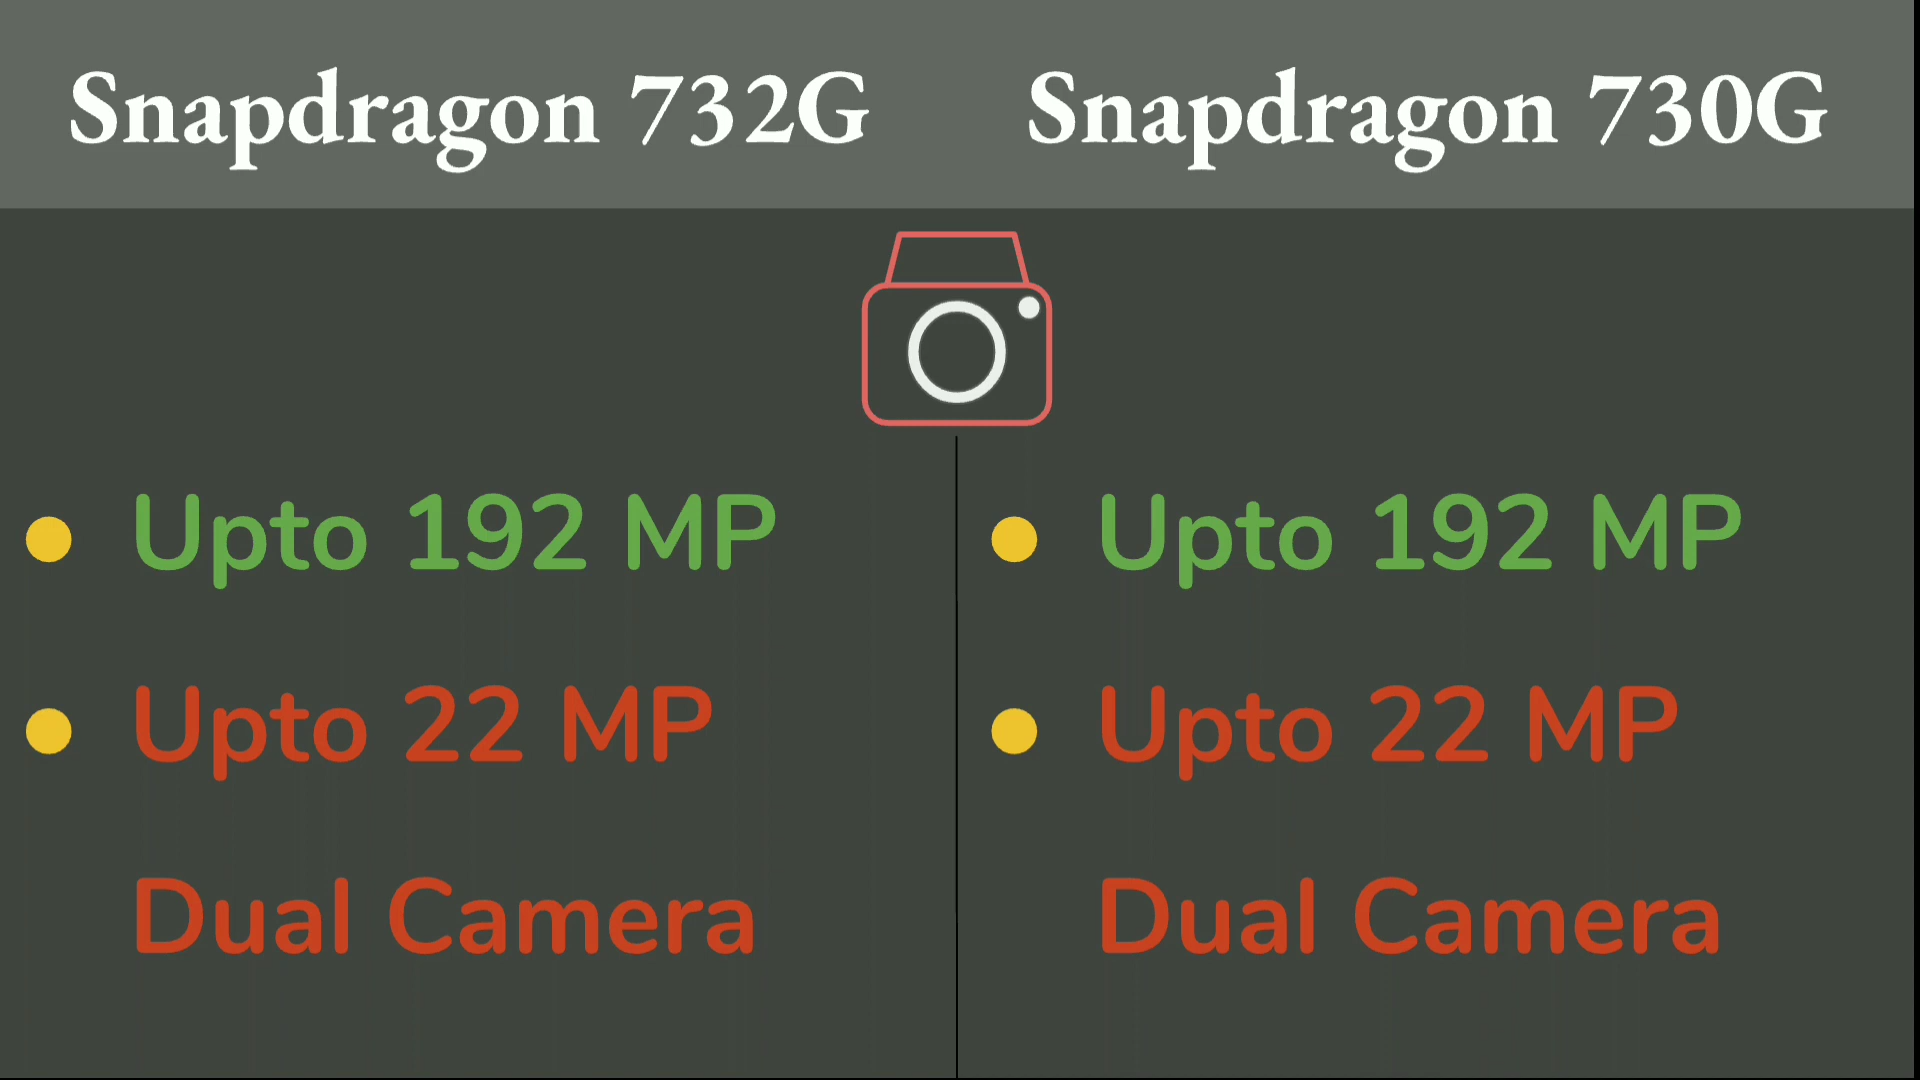 Snapdragon 732G
Snapdragon 730G
Upto 192 MP
Upto 22 MP
Dual Camera
Upto 192 MP
Upto 22 MP
Dual Camera